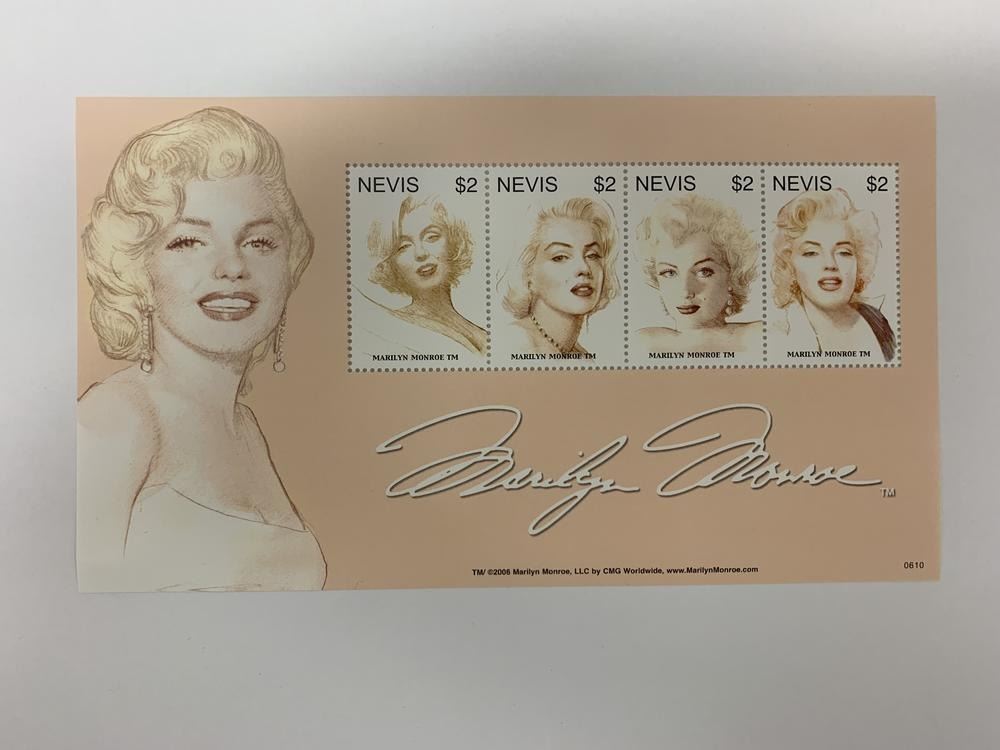 NEVIS $2 NEVIS $2 NEVIS $2 NEVIS $2
MARILYN MONROE TM MARILYN MONROE TM MARILYN MONROE TM MARILYN MONROE TM
Marilyn Monroe TM
TM/ ©2006 Marilyn Monroe, LLC by CMG Worldwide, www.MarilynMonroe.com
0610